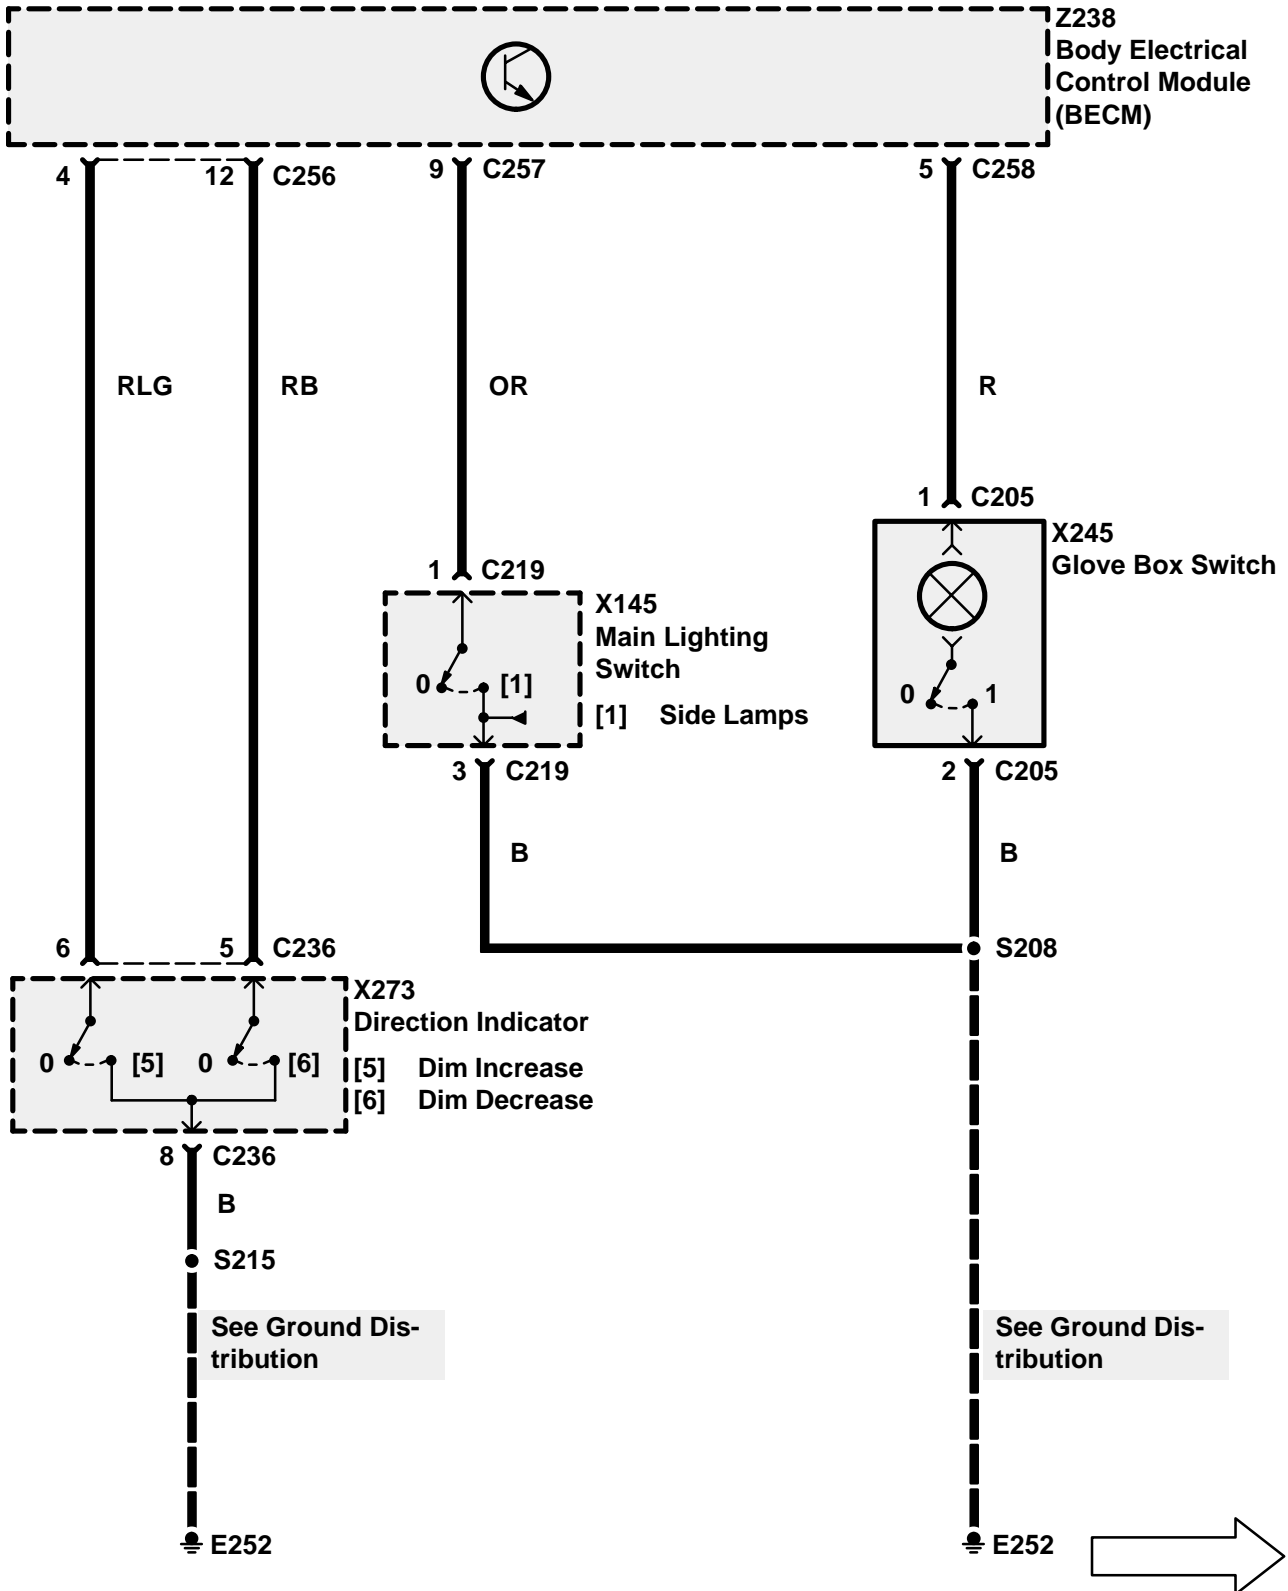 Z238
Body Electrical
Control Module
(BECM)
4
12
C256
9
C257
5
C258
RLG
RB
OR
R
1
C205
X245
Glove Box Switch
1
C219
X145
Main Lighting
Switch
0
[1]
[1] Side Lamps
0
1
3
C219
2
C205
B
B
6
5
C236
S208
X273
Direction Indicator
0
[5]
0
[6]
[5] Dim Increase
[6] Dim Decrease
8
C236
B
S215
See Ground Dis-
tribution
See Ground Dis-
tribution
E252
E252